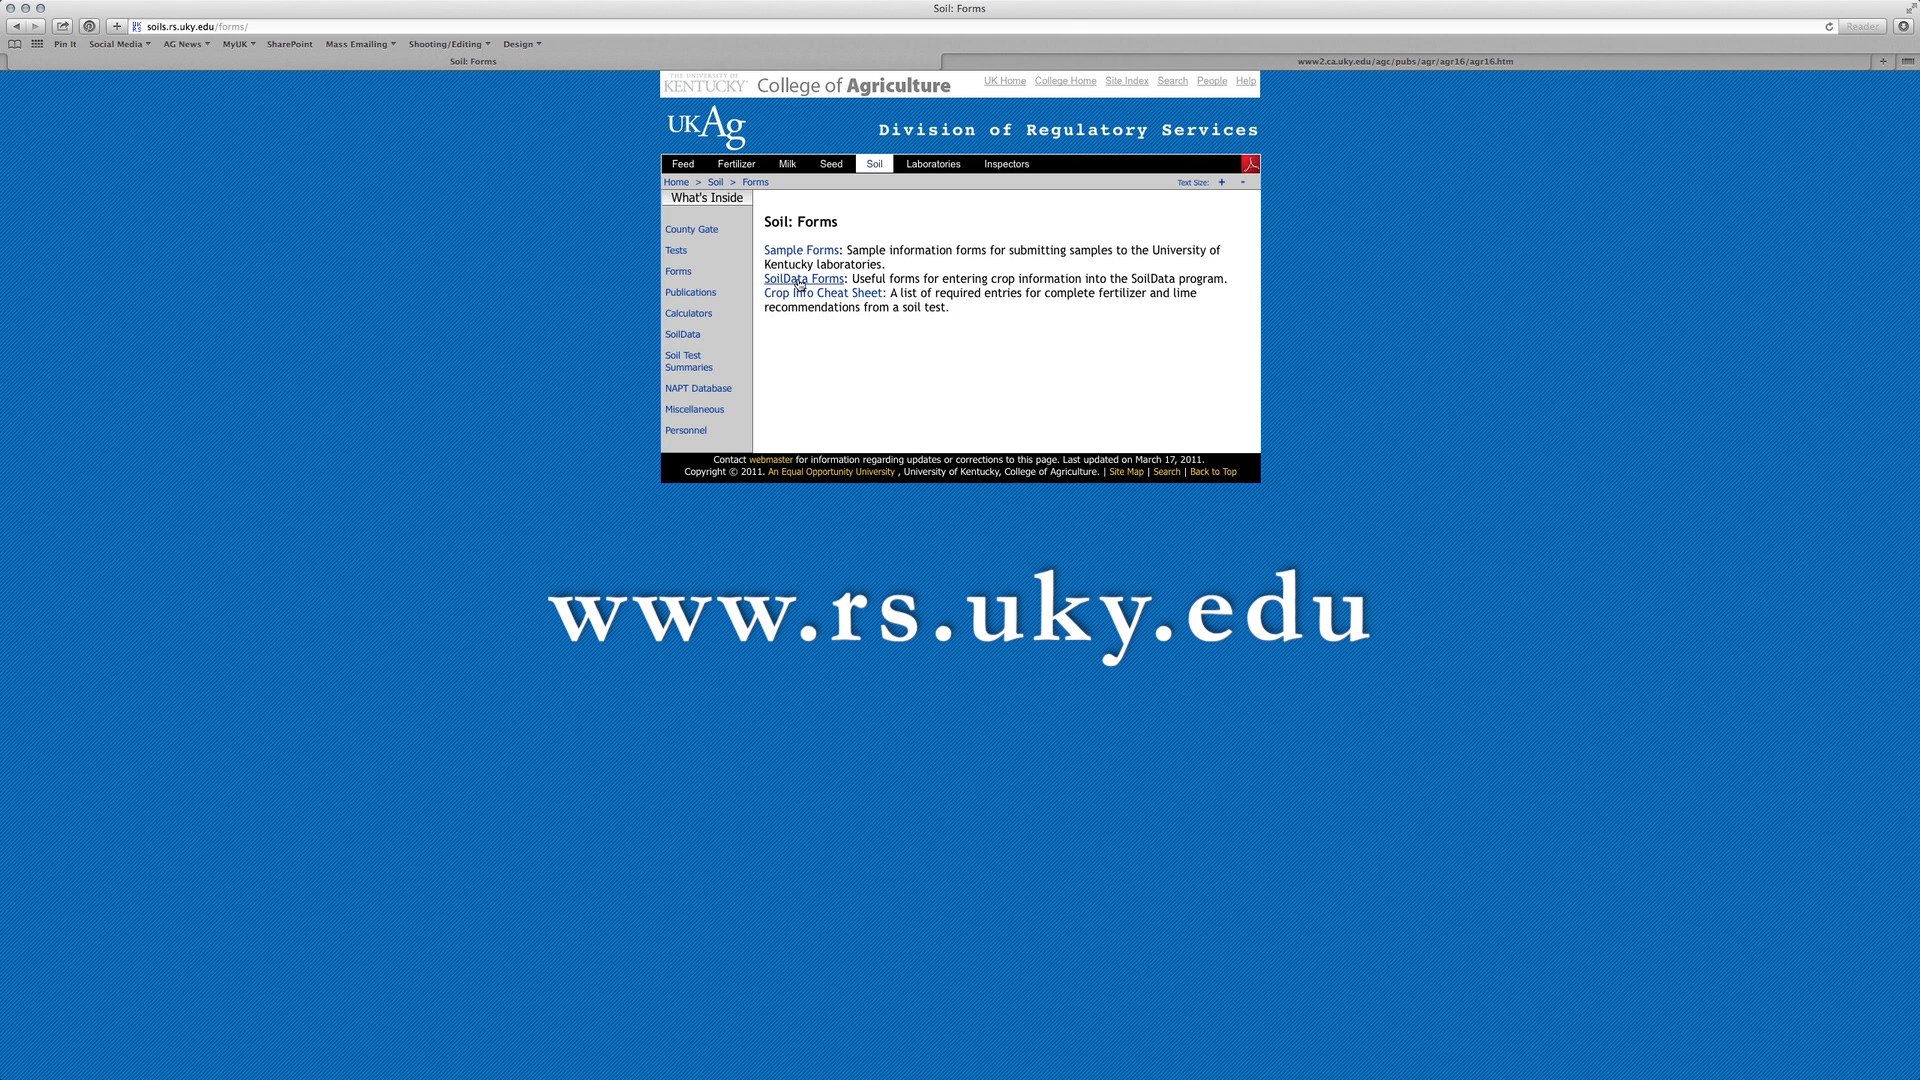 Soil: Forms
soils.rs.uky.edu/forms/
Reader
Pin It Social Media AG News MyUK SharePoint Mass Emailing Shooting/Editing Design
Soil: Forms www2.ca.uky.edu/agc/pubs/agr/agr16/agr16.htm
THE UNIVERSITY OF
KENTUCKY College of Agriculture UK Home College Home Site Index Search People Help
UKAg Division of Regulatory Services
Feed Fertilizer Milk Seed Soil Laboratories Inspectors
Home > Soil > Forms Text Size: + -
What's Inside
County Gate
Tests
Forms
Publications
Calculators
SoilData
Soil Test
Summaries
NAPT Database
Miscellaneous
Personnel
Soil: Forms
Sample Forms: Sample information forms for submitting samples to the University of
Kentucky laboratories.
SoilData Forms: Useful forms for entering crop information into the SoilData program.
Crop Info Cheat Sheet: A list of required entries for complete fertilizer and lime
recommendations from a soil test.
Contact webmaster for information regarding updates or corrections to this page. Last updated on March 17, 2011.
Copyright © 2011. An Equal Opportunity University , University of Kentucky, College of Agriculture. | Site Map | Search | Back to Top
www.rs.uky.edu